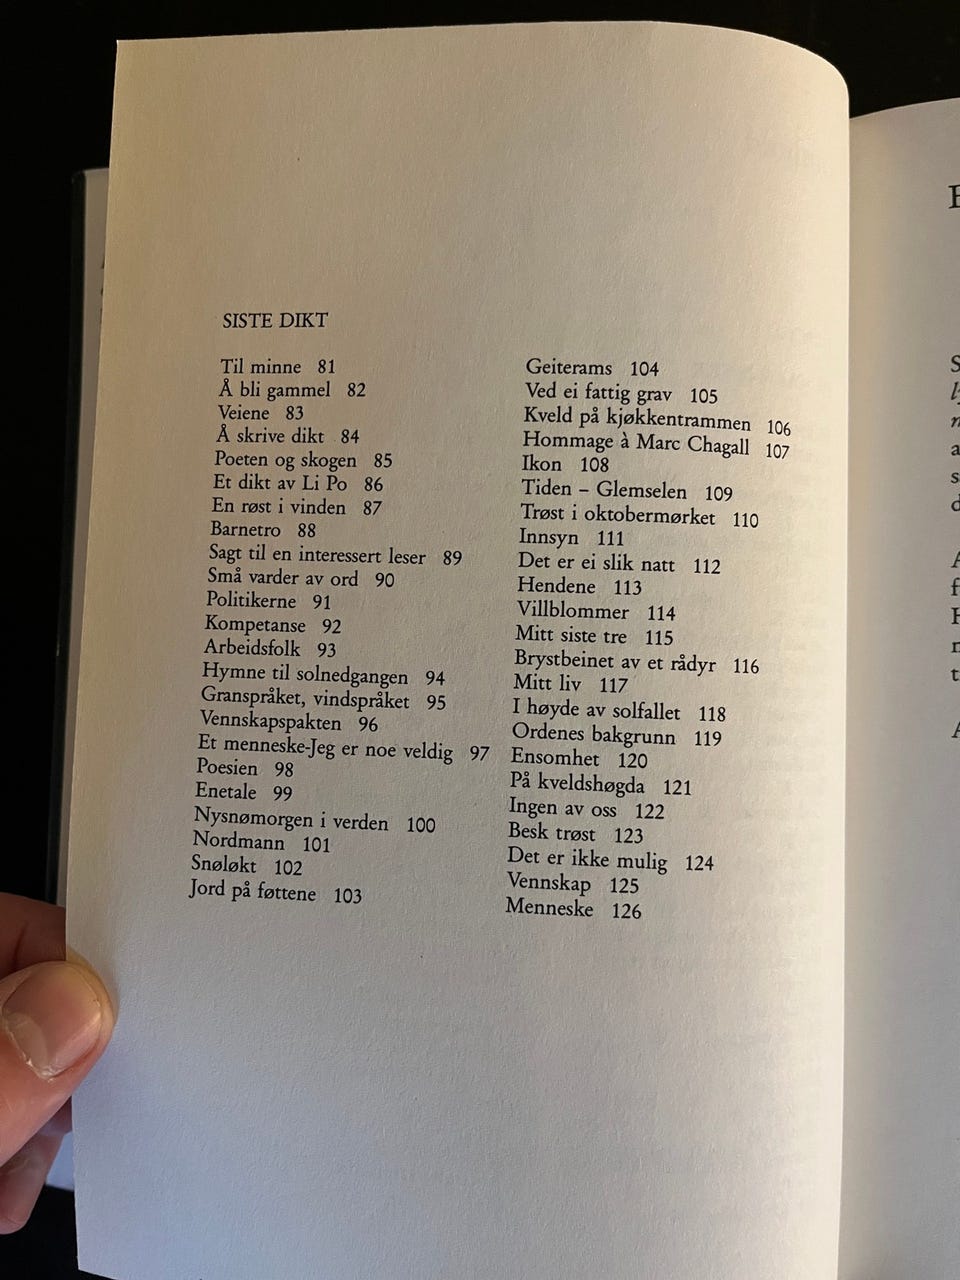 SISTE DIKT
Til minne 81
Å bli gammel 82
Veiene 83
Å skrive dikt 84
Poeten og skogen 85
Et dikt av Li Po 86
En røst i vinden 87
Barnetro 88
Sagt til en interessert leser 89
Små varder av ord 90
Politikerne 91
Kompetanse 92
Arbeidsfolk 93
Hymne til solnedgangen 94
Granspråket, vindspråket 95
Vennskapspakten 96
Et menneske-Jeg er noe veldig 97
Poesien 98
Enetale 99
Nysnømorgen i verden 100
Nordmann 101
Snøløkt 102
Jord på føttene 103
Geiterams 104
Ved ei fattig grav 105
Kveld på kjøkkentrammen 106
Hommage à Marc Chagall 107
Ikon 108
Tiden – Glemselen 109
Trøst i oktobermørket 110
Innsyn 111
Det er ei slik natt 112
Hendene 113
Villblommer 114
Mitt siste tre 115
Brystbeinet av et rådyr 116
Mitt liv 117
I høyde av solfallet 118
Ordenes bakgrunn 119
Ensomhet 120
På kveldshøgda 121
Ingen av oss 122
Besk trøst 123
Det er ikke mulig 124
Vennskap 125
Menneske 126